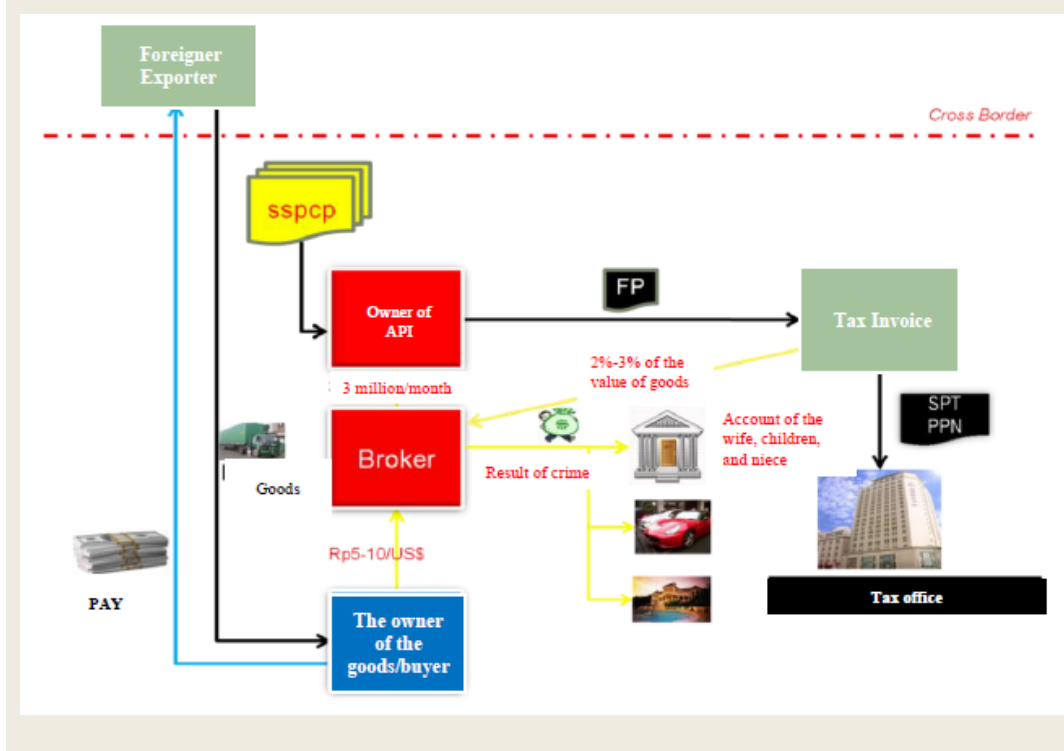 Foreigner
Exporter
Cross Border
sspcp
Owner of
API
FP
Tax Invoice
2%-3% of the
value of goods
3 million/month
SPT
PPN
Broker
Account of the
wife, children,
and niece
Result of crime
Goods
Rp5-10/US$
PAY
The owner
of the
goods/buyer
Tax office